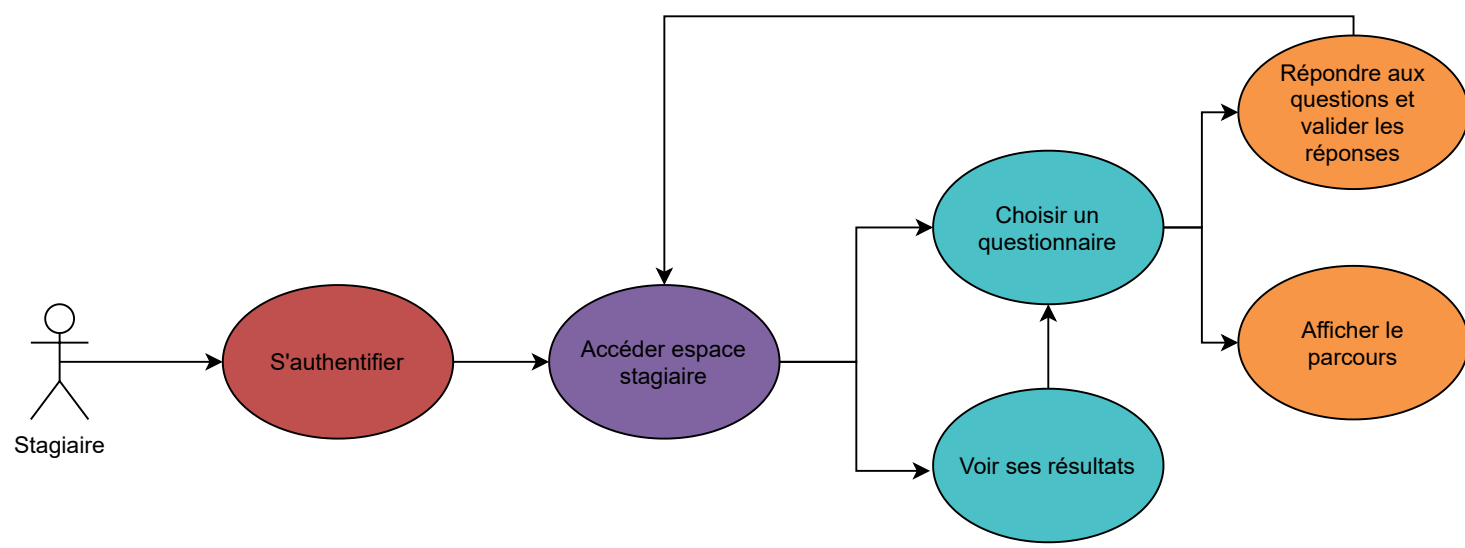 Stagiaire
S'authentifier
Accéder espace
stagiaire
Choisir un
questionnaire
Voir ses résultats
Répondre aux
questions et
valider les
réponses
Afficher le
parcours